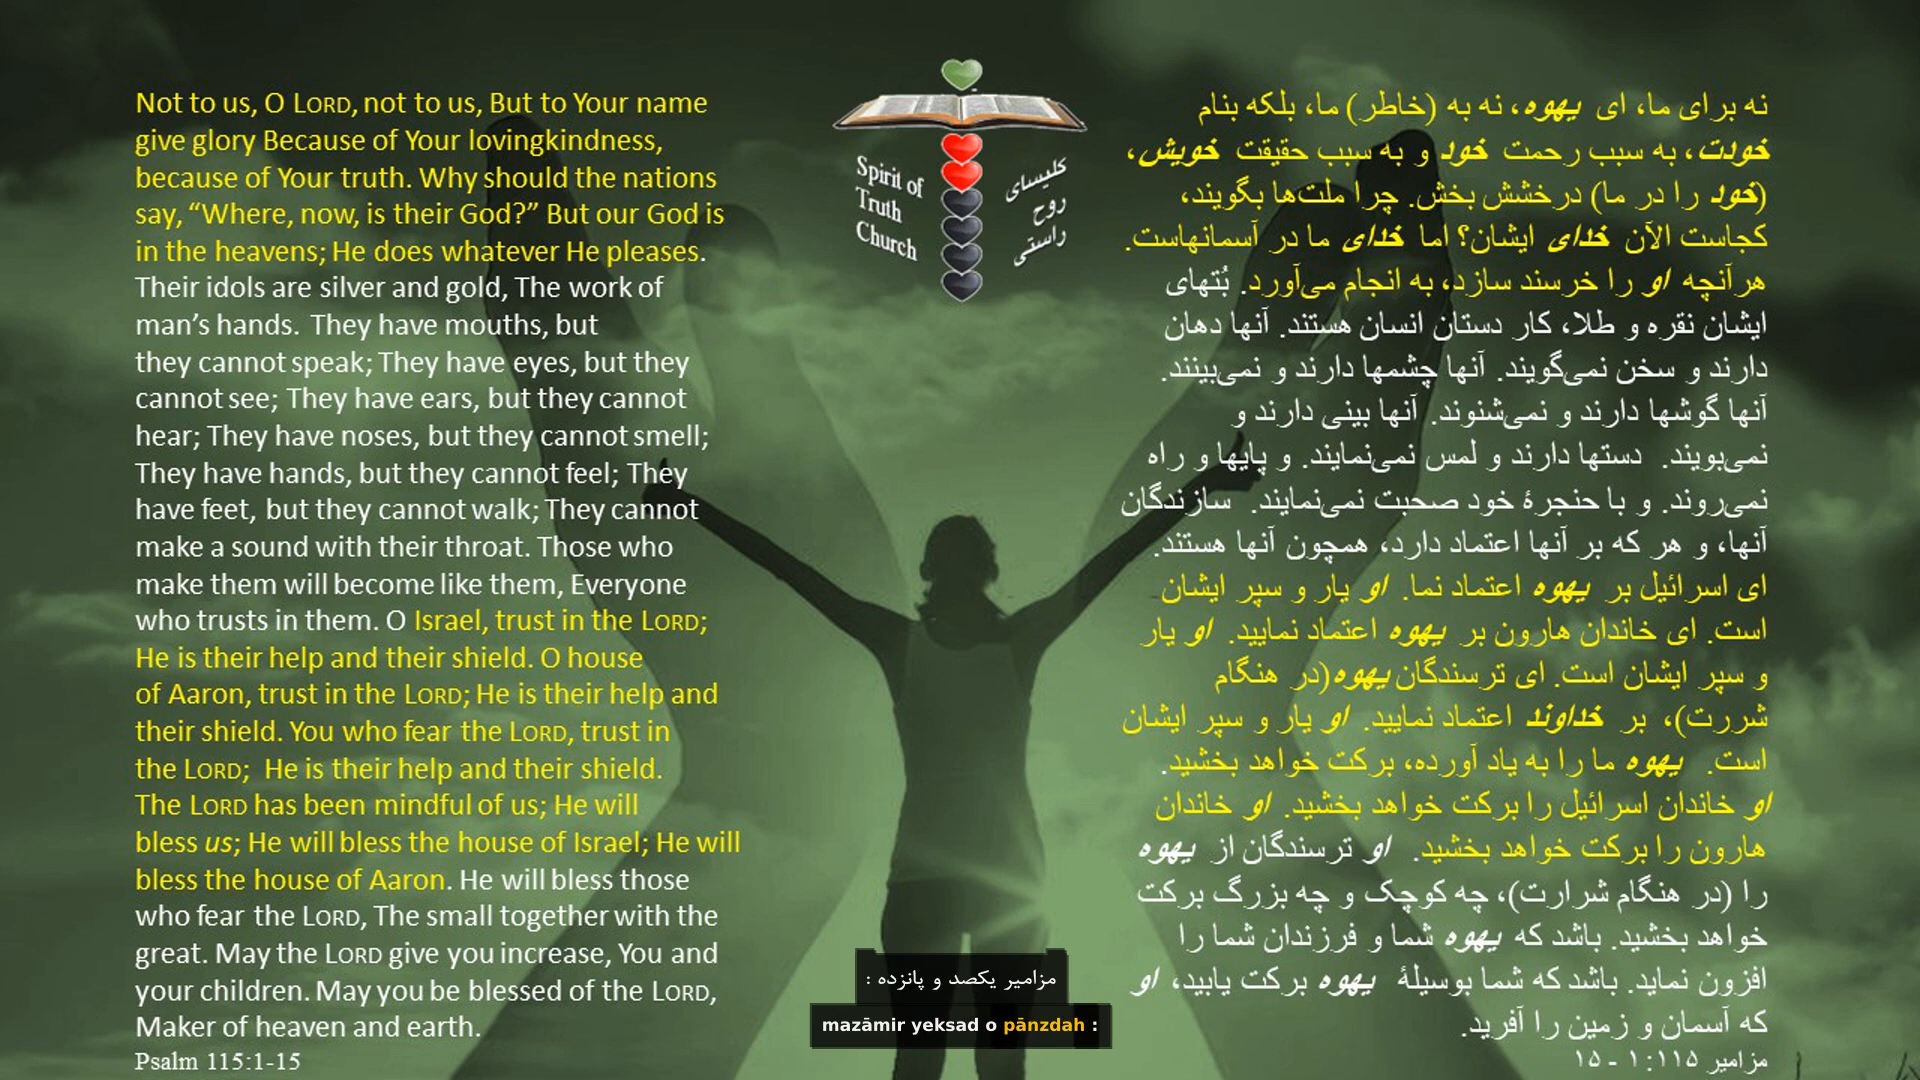 Not to us, O LORD, not to us, But to Your name
give glory Because of Your lovingkindness,
because of Your truth. Why should the nations
say, “Where, now, is their God?” But our God is
in the heavens; He does whatever He pleases.
Their idols are silver and gold, The work of
man’s hands. They have mouths, but
they cannot speak; They have eyes, but they
cannot see; They have ears, but they cannot
hear; They have noses, but they cannot smell;
They have hands, but they cannot feel; They
have feet, but they cannot walk; They cannot
make a sound with their throat. Those who
make them will become like them, Everyone
who trusts in them. O Israel, trust in the LORD;
He is their help and their shield. O house
of Aaron, trust in the LORD; He is their help and
their shield. You who fear the LORD, trust in
the LORD; He is their help and their shield.
The LORD has been mindful of us; He will
bless us; He will bless the house of Israel; He will
bless the house of Aaron. He will bless those
who fear the LORD, The small together with the
great. May the LORD give you increase, You and
your children. May you be blessed of the LORD,
Maker of heaven and earth.
Psalm 115:1-15
Spirit of
Truth
Church
کلیسای
روح
راستی
نه برای ما، ای یهوه، نه به (خاطر) ما، بلکه بنام
خودت، به سبب رحمت خود و به سبب حقیقت خویش،
(خود را در ما) درخشش بخش. چرا ملت‌ها بگویند،
کجاست الآن خدای ایشان؟ اما خدای ما در آسمانهاست.
هرآنچه او را خرسند سازد، به انجام می‌آورد. بُتهای
ایشان نقره و طلا، کار دستان انسان هستند. آنها دهان
دارند و سخن نمی‌گویند. آنها چشمها دارند و نمی‌بینند.
آنها گوشها دارند و نمی‌شنوند. آنها بینی دارند و
نمی‌بویند. دستها دارند و لمس نمی‌نمایند. و پایها و راه
نمی‌روند. و با حنجرهٔ خود صحبت نمی‌نمایند. سازندگان
آنها، و هر که بر آنها اعتماد دارد، همچون آنها هستند.
ای اسرائیل بر یهوه اعتماد نما. او یار و سپر ایشان
است. ای خاندان هارون بر یهوه اعتماد نمایید. او یار
و سپر ایشان است. ای ترسندگان یهوه (در هنگام
شررت)، بر خداوند اعتماد نمایید. او یار و سپر ایشان
است. یهوه ما را به یاد آورده، برکت خواهد بخشید.
او خاندان اسرائیل را برکت خواهد بخشید. او خاندان
هارون را برکت خواهد بخشید. او ترسندگان از یهوه
را (در هنگام شرارت)، چه کوچک و چه بزرگ برکت
خواهد بخشید. باشد که یهوه شما و فرزندان شما را
افزون نماید. باشد که شما بوسیلهٔ یهوه برکت یابید، او
که آسمان و زمین را آفرید.
مزامیر ۱۱۵:۱ - ۱۵
مزامیر یکصد و پانزده :
mazāmir yeksad o pānzdah :